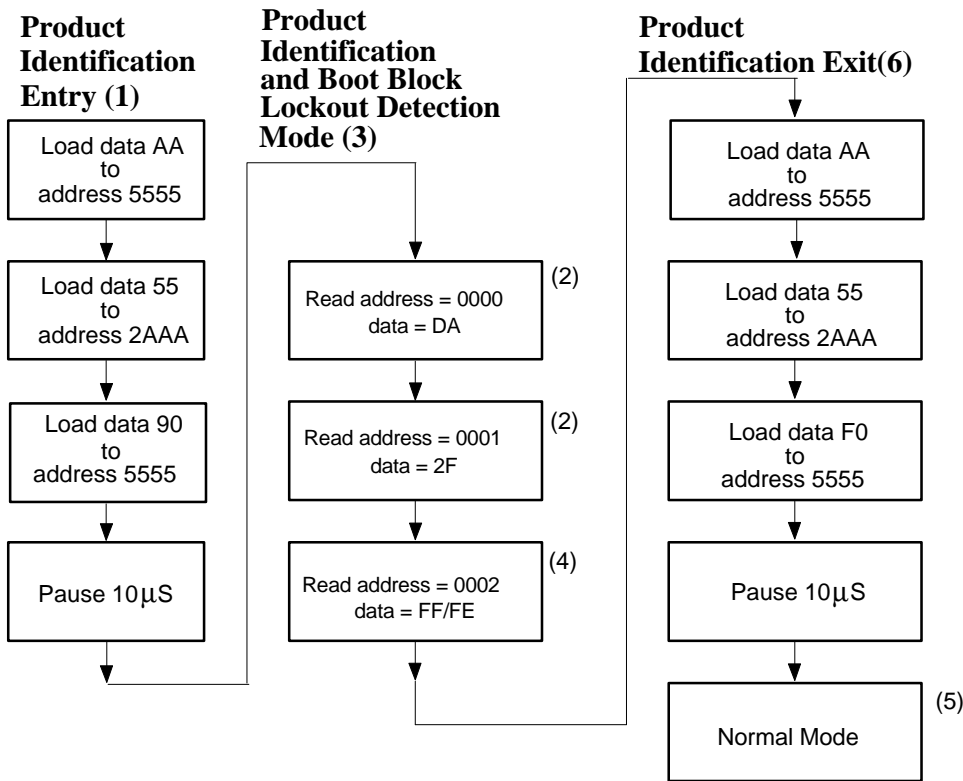 Product
Identification
Entry (1)
Load data AA
to
address 5555
Load data 55
to
address 2AAA
Load data 90
to
address 5555
Pause 10μS
Product
Identification
and Boot Block
Lockout Detection
Mode (3)
Read address = 0000
data = DA
(2)
Read address = 0001
data = 2F
(2)
Read address = 0002
data = FF/FE
(4)
Product
Identification Exit(6)
Load data AA
to
address 5555
Load data 55
to
address 2AAA
Load data F0
to
address 5555
Pause 10μS
Normal Mode
(5)